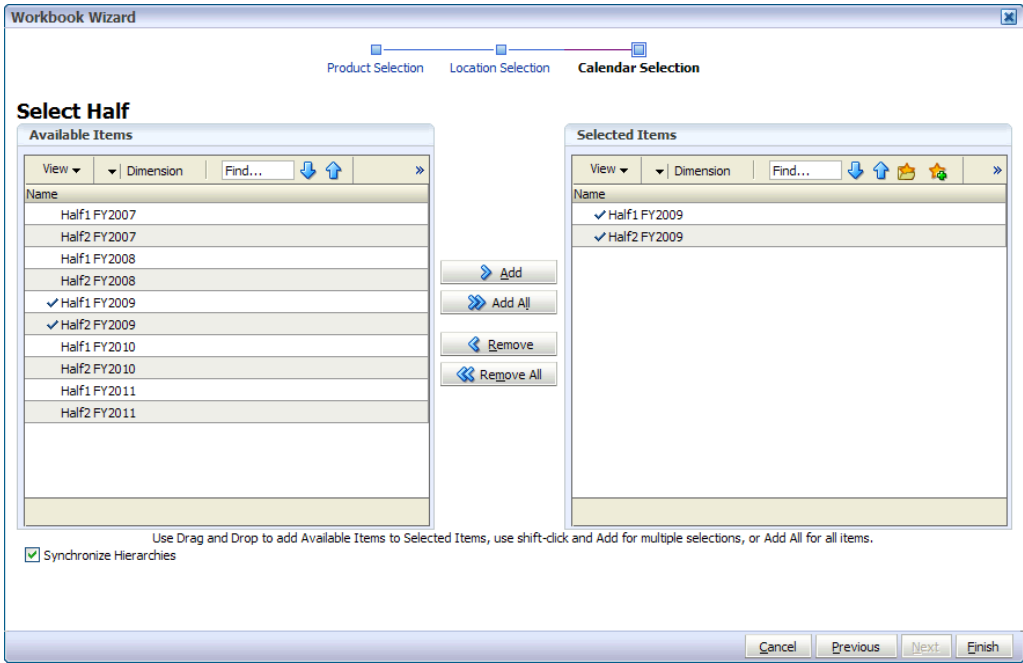 Workbook Wizard
Product Selection Location Selection Calendar Selection
Select Half
Available Items
View Dimension Find... »
Name
Half1 FY2007
Half2 FY2007
Half1 FY2008
Half2 FY2008
Half1 FY2009
Half2 FY2009
Half1 FY2010
Half2 FY2010
Half1 FY2011
Half2 FY2011
Add
Add All
Remove
Remove All
Selected Items
View Dimension Find... »
Name
Half1 FY2009
Half2 FY2009
Use Drag and Drop to add Available Items to Selected Items, use shift-click and Add for multiple selections, or Add All for all items.
Synchronize Hierarchies
Cancel Previous Next Finish